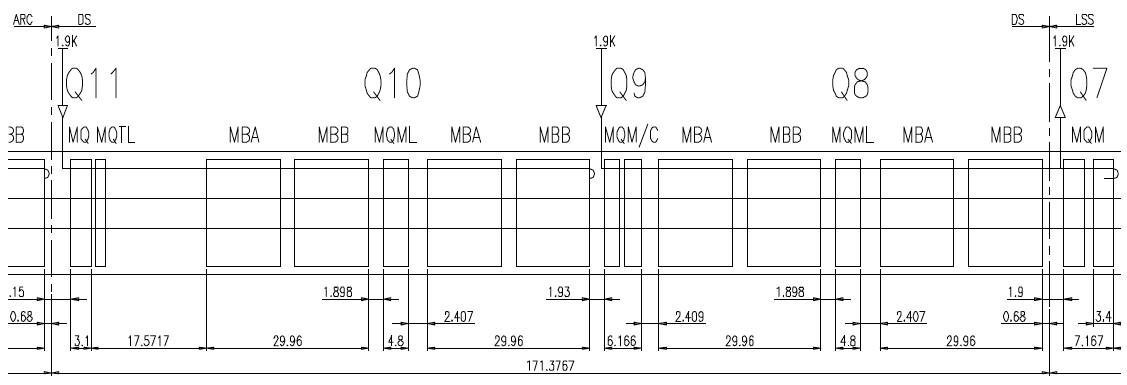 ARC DS DS LSS
1.9K 1.9K 1.9K
Q11 Q10 Q9 Q8 Q7
BB MQ MQTL MBA MBB MQML MBA MBB MQM/C MBA MBB MQML MBA MBB MQM
.15 1.898 1.93 1.898 1.9
0.68 2.407 2.409 2.407 0.68 3.4
3.1 17.5717 29.96 4.8 29.96 6.166 29.96 4.8 29.96 7.167
171.3767